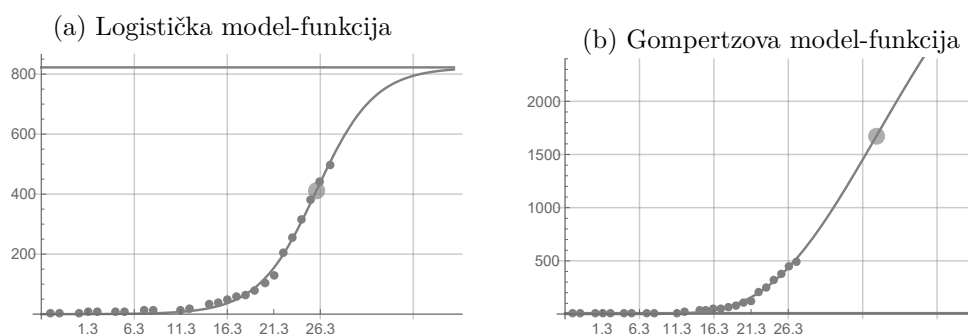 (a) Logistička model-funkcija
800
600
400
200
1.3 6.3 11.3 16.3 21.3 26.3
(b) Gompertzova model-funkcija
2000
1500
1000
500
1.3 6.3 11.3 16.3 21.3 26.3